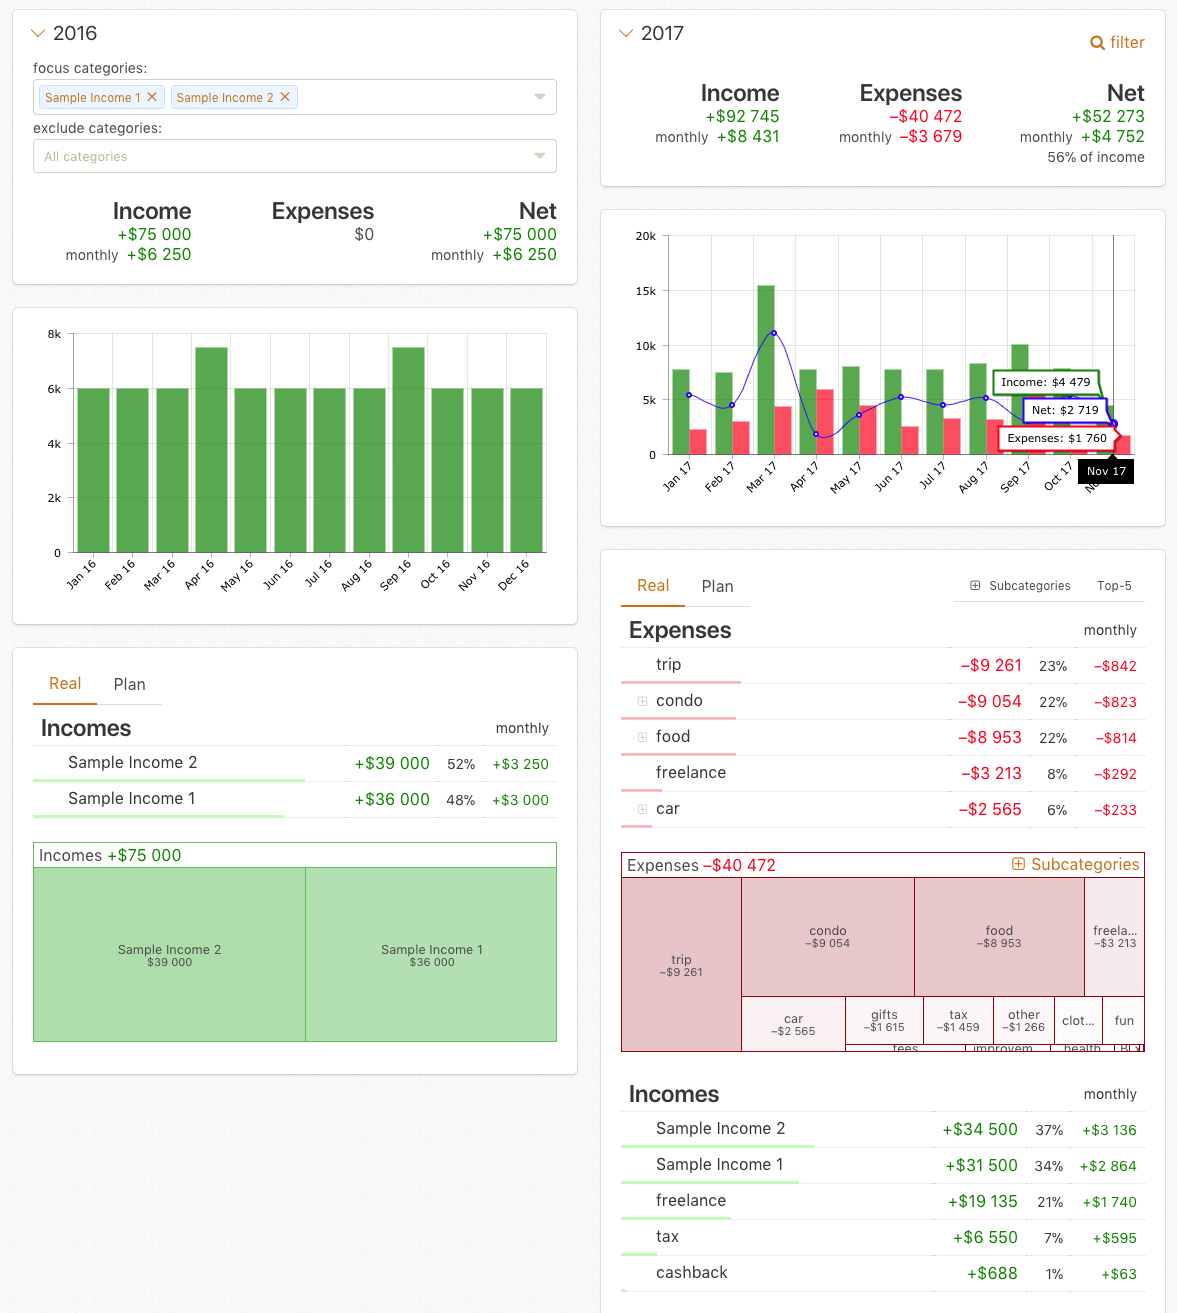 2016
focus categories:
Sample Income 1 Sample Income 2
exclude categories:
All categories
Income Expenses Net
+$75 000 $0 +$75 000
monthly +$6 250 monthly +$6 250
8k
6k
4k
2k
0
Jan 16 Feb 16 Mar 16 Apr 16 May 16 Jun 16 Jul 16 Aug 16 Sep 16 Oct 16 Nov 16 Dec 16
Real Plan
Incomes monthly
Sample Income 2 +$39 000 52% +$3 250
Sample Income 1 +$36 000 48% +$3 000
Incomes +$75 000
Sample Income 2 Sample Income 1
$39 000 $36 000
2017
filter
Income Expenses Net
+$92 745 –$40 472 +$52 273
monthly +$8 431 monthly –$3 679 monthly +$4 752
56% of income
20k
15k
10k
5k
0
Income: $4 479
Net: $2 719
Expenses: $1 760
Nov 17
Jan 17 Feb 17 Mar 17 Apr 17 May 17 Jun 17 Jul 17 Aug 17 Sep 17 Oct 17
Real Plan Subcategories Top-5
Expenses monthly
trip –$9 261 23% –$842
condo –$9 054 22% –$823
food –$8 953 22% –$814
freelance –$3 213 8% –$292
car –$2 565 6% –$233
Expenses –$40 472 Subcategories
condo food freela...
–$9 054 –$8 953 –$3 213
trip
–$9 261
car gifts tax other clot... fun
–$2 565 –$1 615 –$1 459 –$1 266
fees improvem health
Incomes monthly
Sample Income 2 +$34 500 37% +$3 136
Sample Income 1 +$31 500 34% +$2 864
freelance +$19 135 21% +$1 740
tax +$6 550 7% +$595
cashback +$688 1% +$63